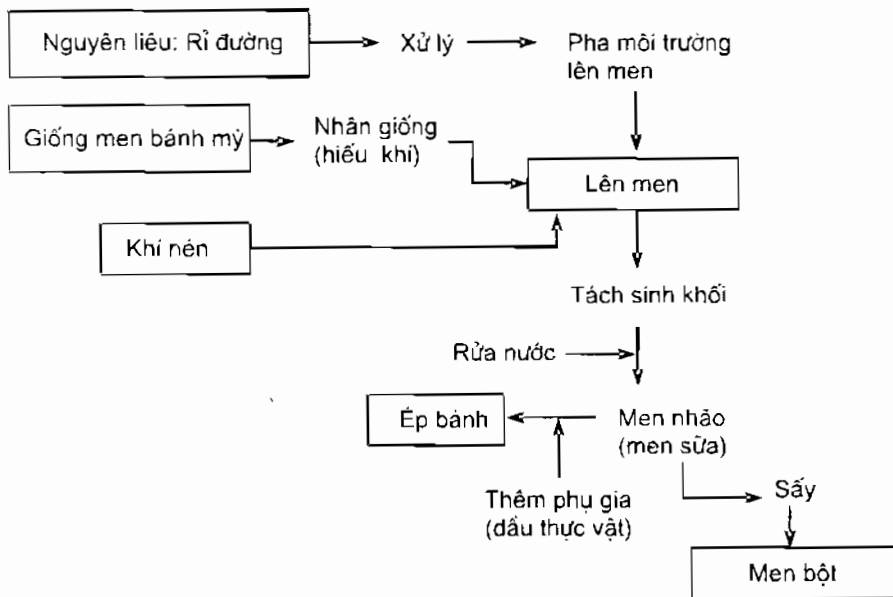 Nguyên liêu: Rỉ đường
Xử lý
Pha môi trường
lên men
Giống men bánh mỳ
Nhân giống
(hiếu khí)
Lên men
Khí nén
Tách sinh khối
Rửa nước
Ép bánh
Men nhão
(men sữa)
Thêm phụ gia
(dầu thực vật)
Sấy
Men bột